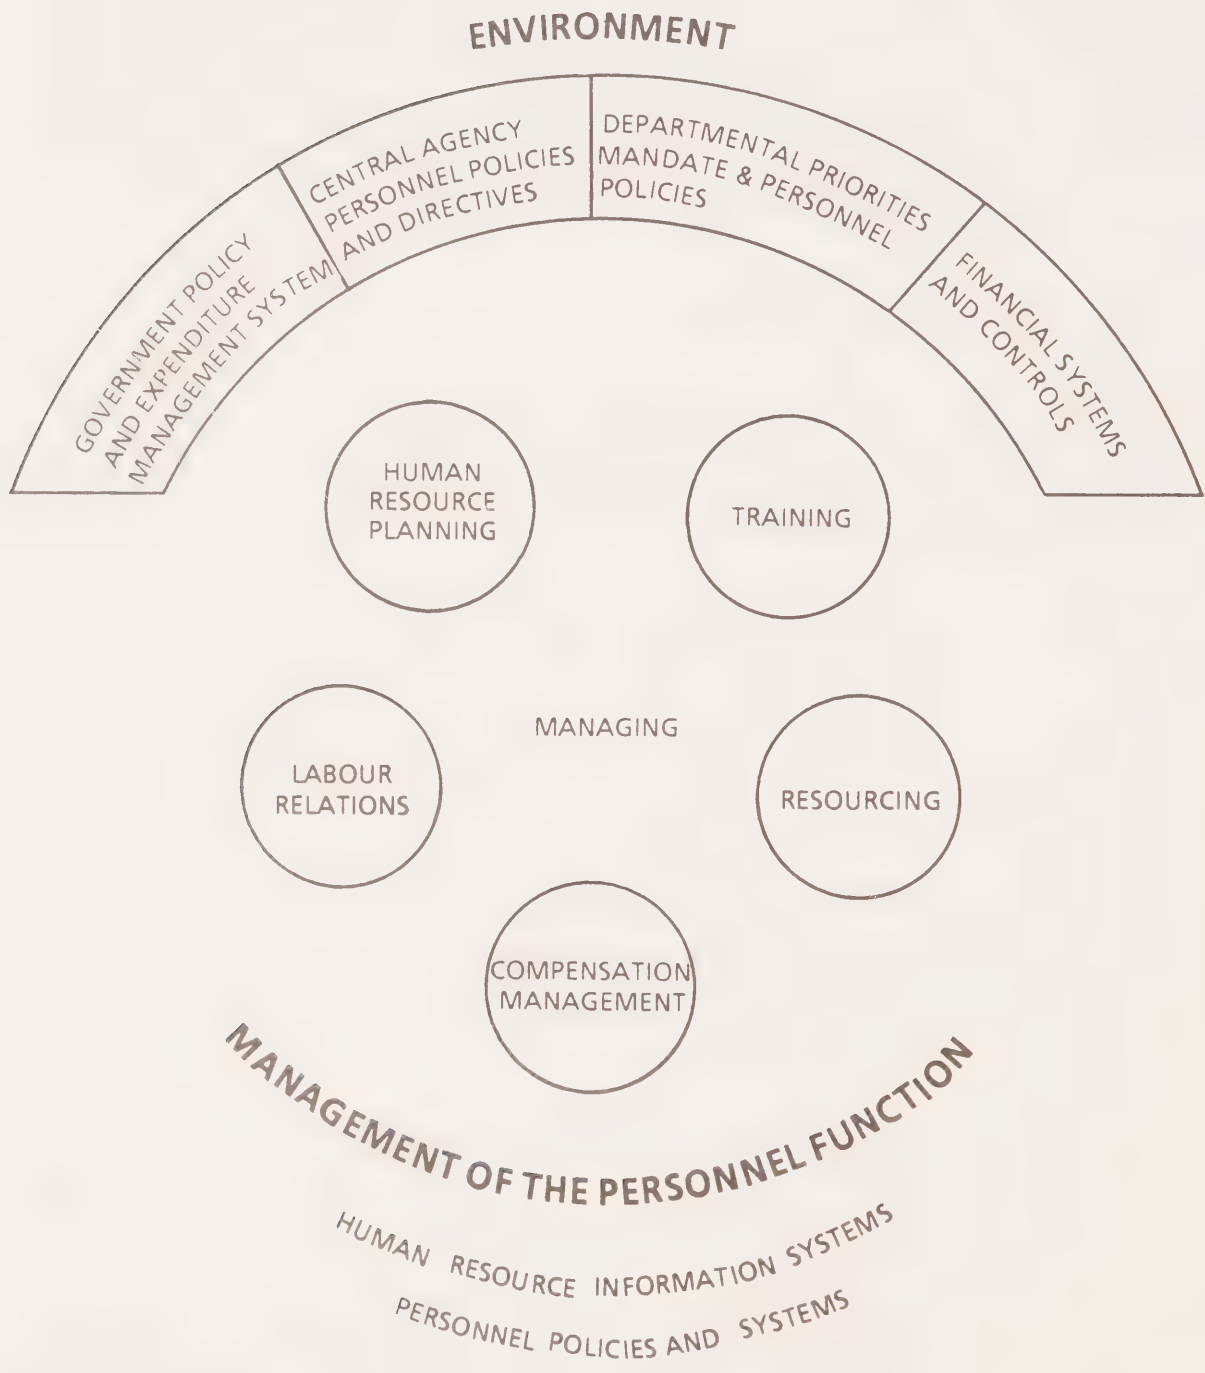 ENVIRONMENT
GOVERNMENT POLICY
AND EXPENDITURE
MANAGEMENT SYSTEM
CENTRAL AGENCY
PERSONNEL POLICIES
AND DIRECTIVES
DEPARTMENTAL PRIORITIES
MANDATE & PERSONNEL
POLICIES
FINANCIAL SYSTEMS
AND CONTROLS
HUMAN
RESOURCE
PLANNING
TRAINING
MANAGING
LABOUR
RELATIONS
RESOURCING
COMPENSATION
MANAGEMENT
MANAGEMENT OF THE PERSONNEL FUNCTION
HUMAN RESOURCE INFORMATION SYSTEMS
PERSONNEL POLICIES AND SYSTEMS